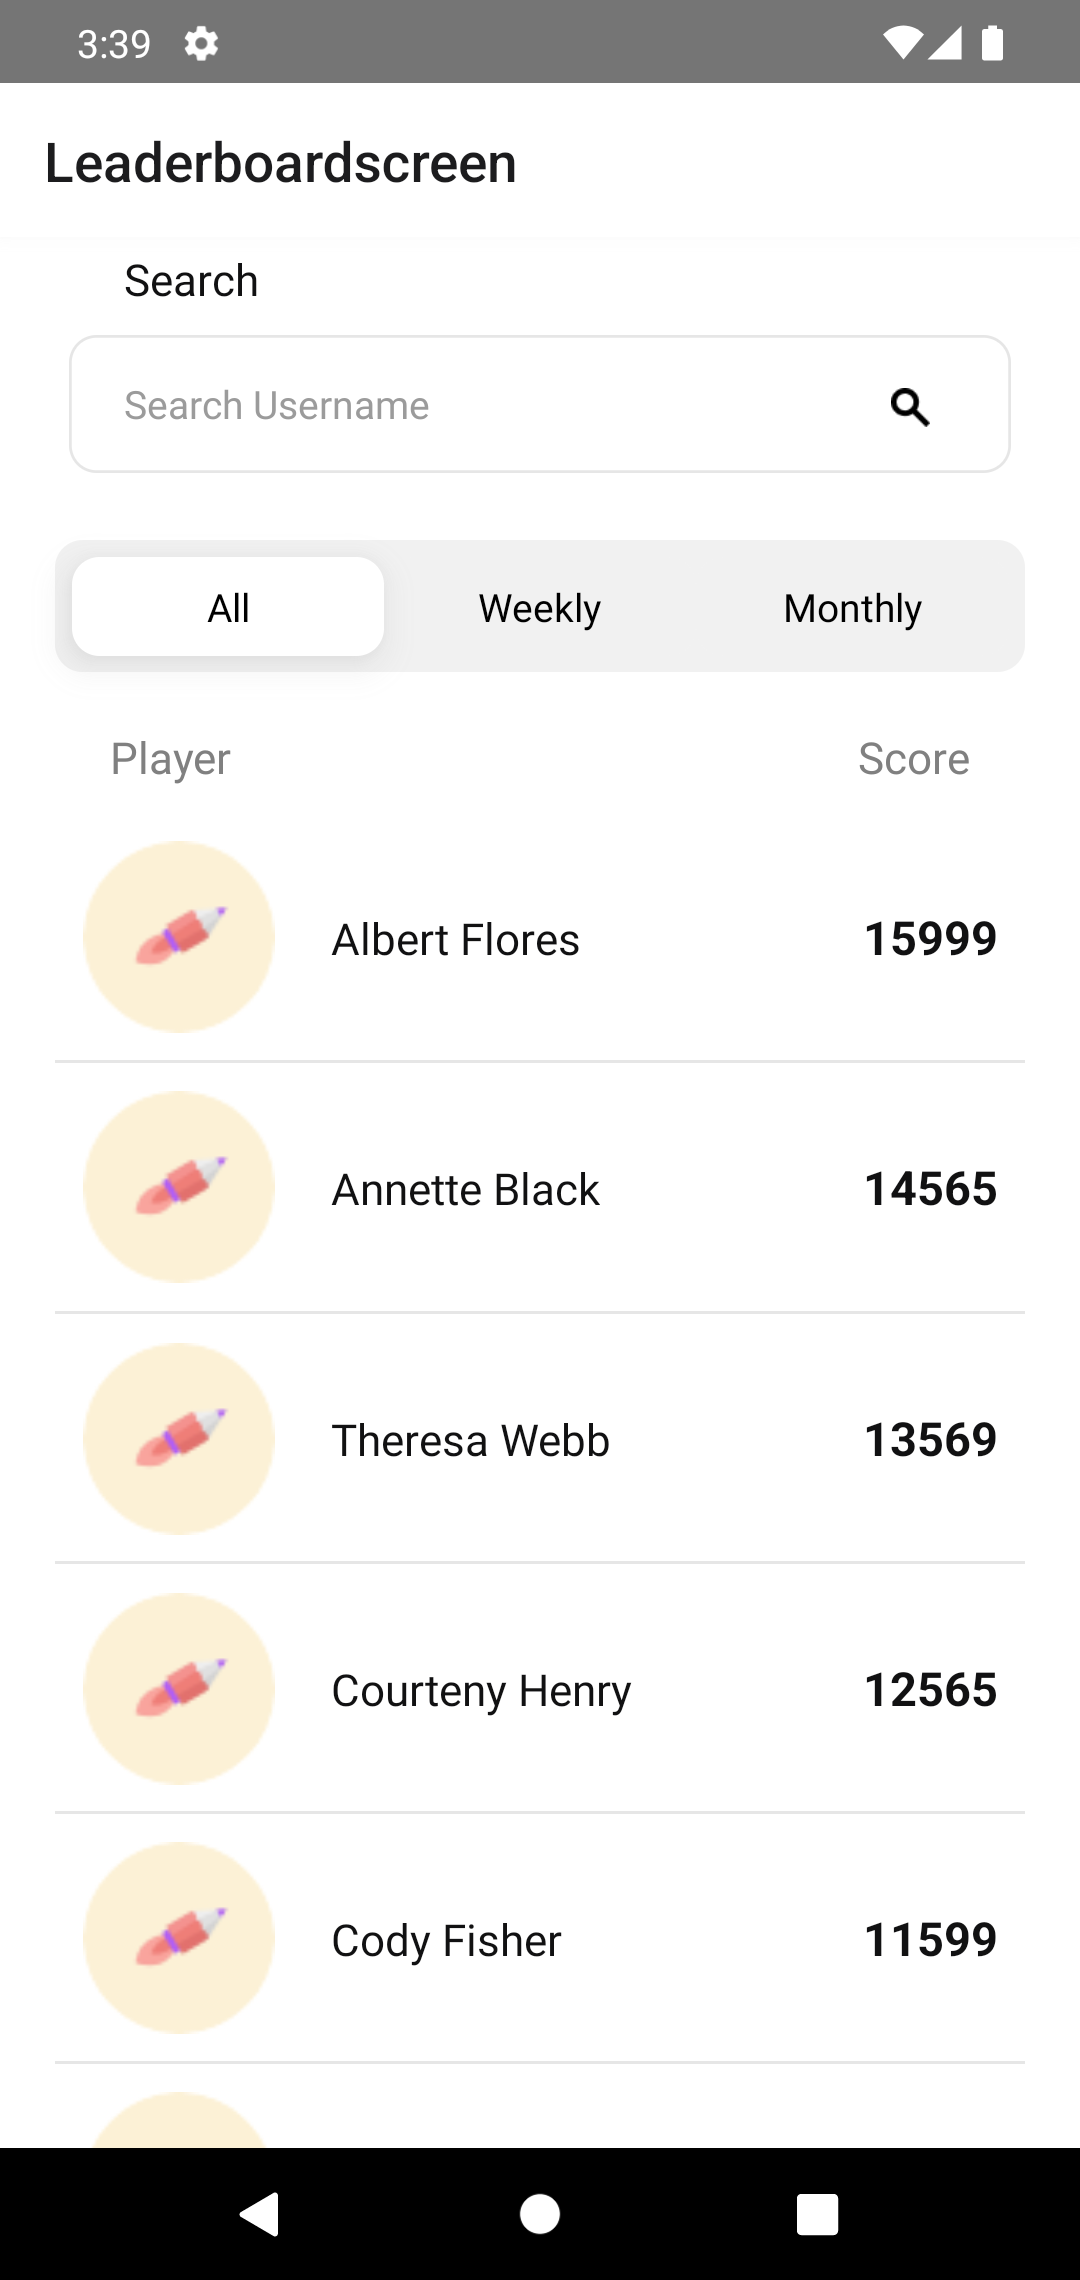 3:39
Leaderboardscreen
Search
Search Username
All Weekly Monthly
Player Score
Albert Flores 15999
Annette Black 14565
Theresa Webb 13569
Courteny Henry 12565
Cody Fisher 11599